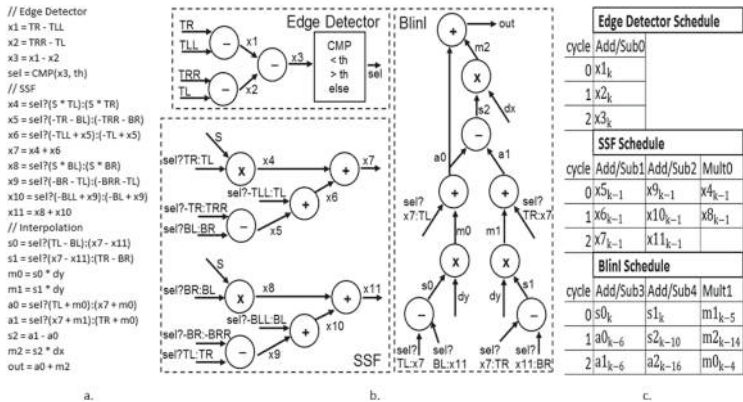 // Edge Detector
x1 = TR - TLL
x2 = TRR - TL
x3 = x1 - x2
sel = CMP(x3, th)
// SSF
x4 = sel?(S * TL):(S * TR)
x5 = sel?(-TR - BL):(-TRR - BR)
x6 = sel?(-TLL + x5):(-TL + x5)
x7 = x4 + x6
x8 = sel?(S * BL):(S * BR)
x9 = sel?(-BR - TL):(-BRR -TL)
x10 = sel?(-BLL + x9):(-BL + x9)
x11 = x8 + x10
// Interpolation
s0 = sel?(TL - BL):(x7 - x11)
s1 = sel?(x7 - x11):(TR - BR)
m0 = s0 * dy
m1 = s1 * dy
a0 = sel?(TL + m0):(x7 + m0)
a1 = sel?(x7 + m1):(TR + m0)
s2 = a1 - a0
m2 = s2 * dx
out = a0 + m2
a.
Edge Detector
TR
TLL
TRR
TL
-
-
-
x1
x2
x3
CMP
< th
> th
else
sel
S
sel?TR:TL
x
x4
+
x7
sel?-TLL:TL
+
x6
sel?-TR:TRR
sel?BL:BR
-
x5
S
sel?BR:BL
x
x8
+
x11
sel?-BLL:BL
+
x10
sel?-BR:-BRR
sel?TL:TR
-
x9
SSF
BlinI
+
out
m2
x
s2
dx
-
a0
a1
+
+
sel?
x7:TL
sel?
TR:x7
m0
m1
x
x
s0
dy
dy
s1
-
-
sel?
TL:x7
sel?
BL:x11
sel?
x7:TR
sel?
x11:BR
b.
Edge Detector Schedule
cycle Add/Sub0
0 x1k
1 x2k
2 x3k
SSF Schedule
cycle Add/Sub1 Add/Sub2 Mult0
0 x5k−1 x9k−1 x4k−1
1 x6k−1 x10k−1 x8k−1
2 x7k−1 x11k−1
BlinI Schedule
cycle Add/Sub3 Add/Sub4 Mult1
0 s0k s1k m1k−5
1 a0k−6 s2k−10 m2k−14
2 a1k−6 a2k−16 m0k−4
c.